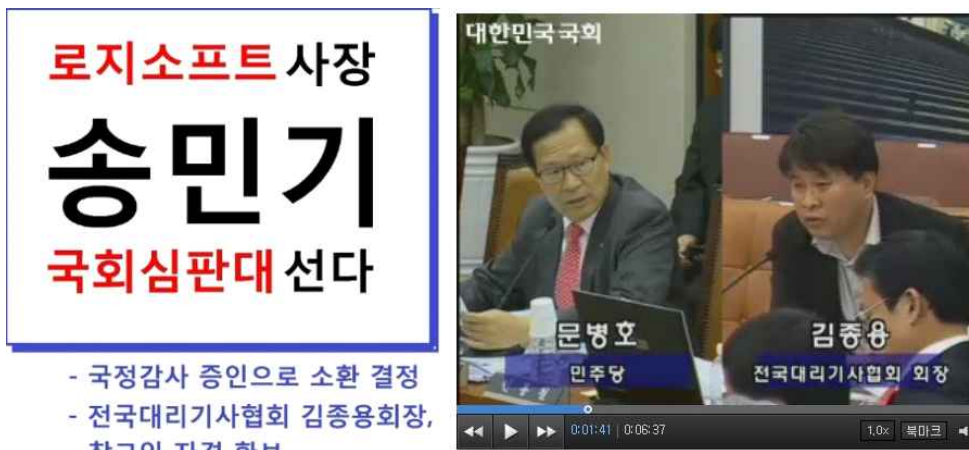 로지소프트 사장
송민기
국회심판대 선다
- 국정감사 증인으로 소환 결정
- 전국대리기사협회 김종용회장,
대한민국국회
문병호
민주당
김종용
전국대리기사협회 회장
0:01:41 | 0:06:37
1.0x
북마크